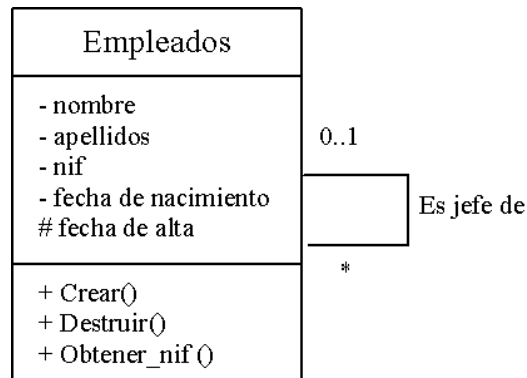 Empleados
- nombre
- apellidos
- nif
- fecha de nacimiento
# fecha de alta
0..1
Es jefe de
*
+ Crear()
+ Destruir()
+ Obtener_nif ()